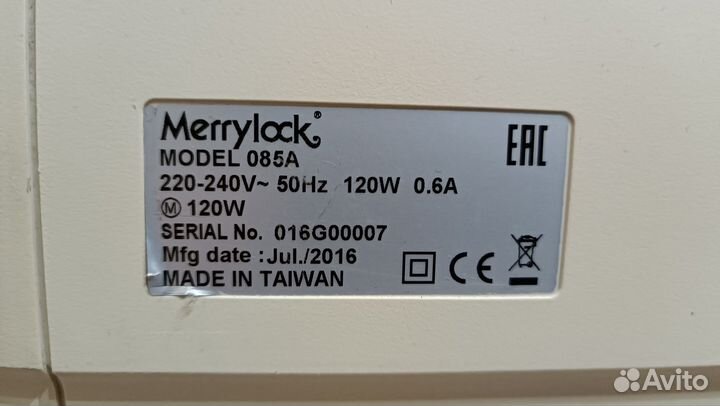 Merrylock®
EAC
MODEL 085A
220-240V~ 50Hz 120W 0.6A
Ⓜ 120W
SERIAL No. 016G00007
Mfg date : Jul./2016
MADE IN TAIWAN
CE
Avito